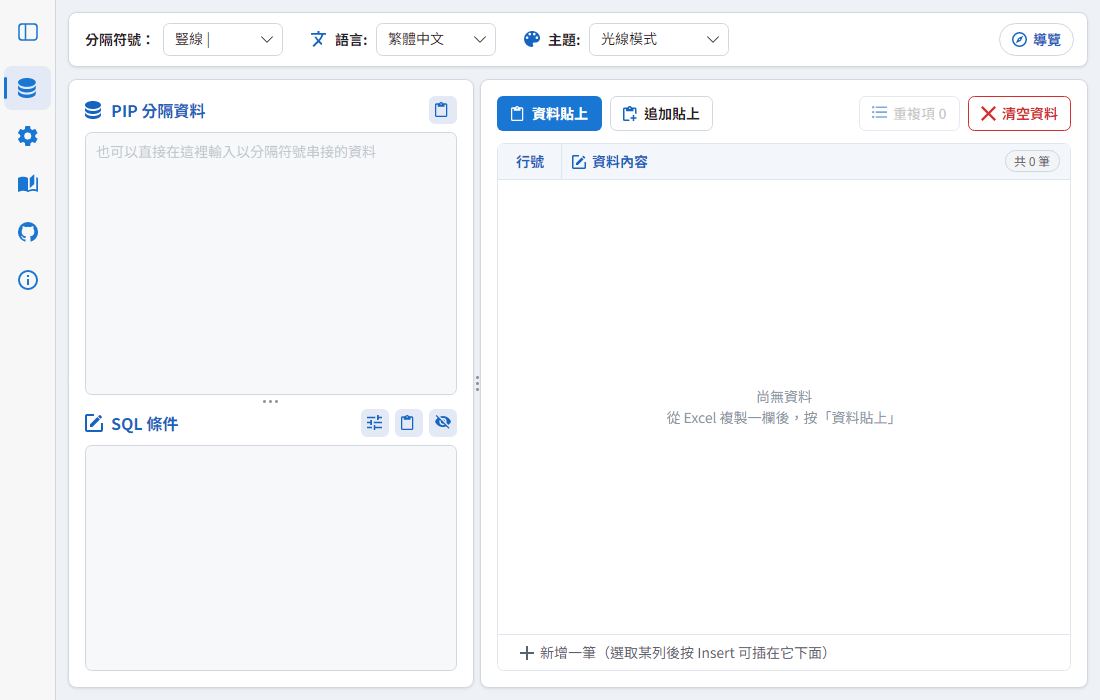 分隔符號：
豎線 |
語言:
繁體中文
主題:
光線模式
導覽
PIP 分隔資料
也可以直接在這裡輸入以分隔符號串接的資料
SQL 條件
資料貼上
追加貼上
重複項 0
清空資料
行號
資料內容
共 0 筆
尚無資料
從 Excel 複製一欄後，按「資料貼上」
新增一筆（選取某列後按 Insert 可插在它下面）